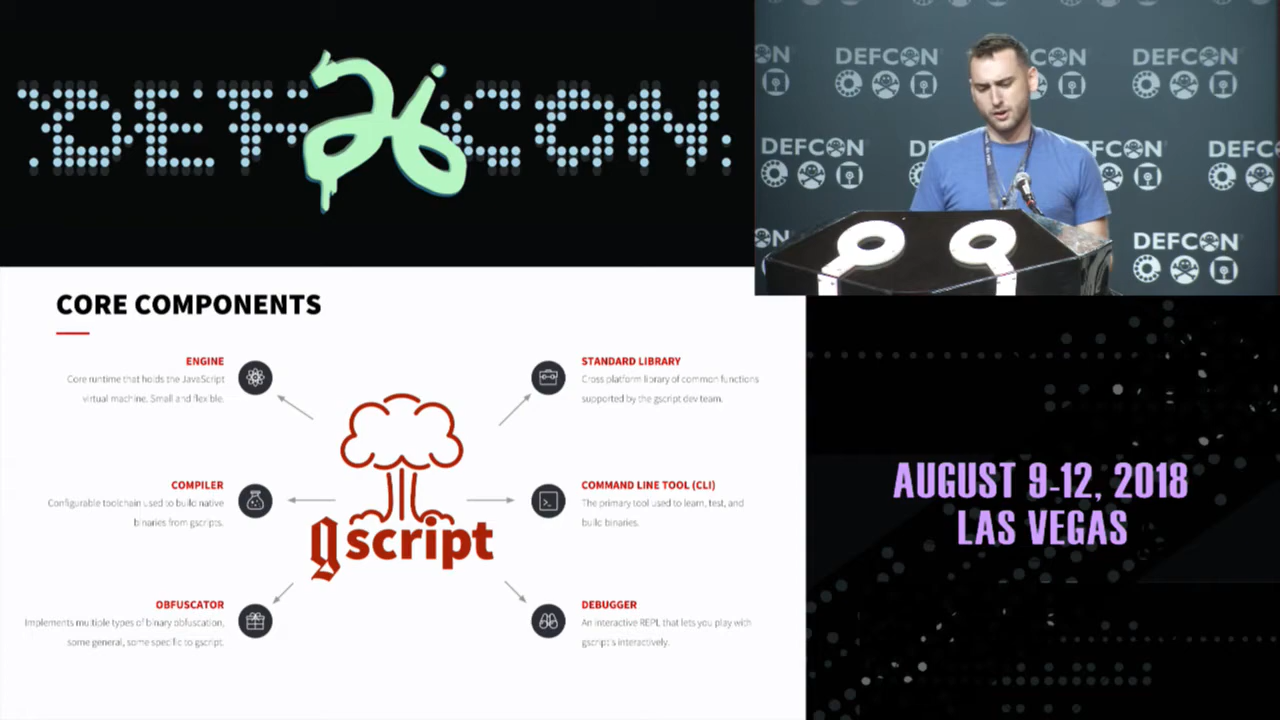 DEF 26 CON
DEFCON
DEFCON
DEFCON
DEFCON
DEFCON
DEFCON
CORE COMPONENTS
ENGINE
Core runtime that holds the JavaScript
virtual machine. Small and flexible.
STANDARD LIBRARY
Cross platform library of common functions
supported by the gscript dev team.
COMPILER
Configurable toolchain used to build native
binaries from gscripts.
COMMAND LINE TOOL (CLI)
The primary tool used to learn, test, and
build binaries.
gscript
OBFUSCATOR
Implements multiple types of binary obluscation,
some general, some specific to gscript.
DEBUGGER
An interactive REPL that lets you play with
gscript's interactively.
AUGUST 9-12, 2018
LAS VEGAS